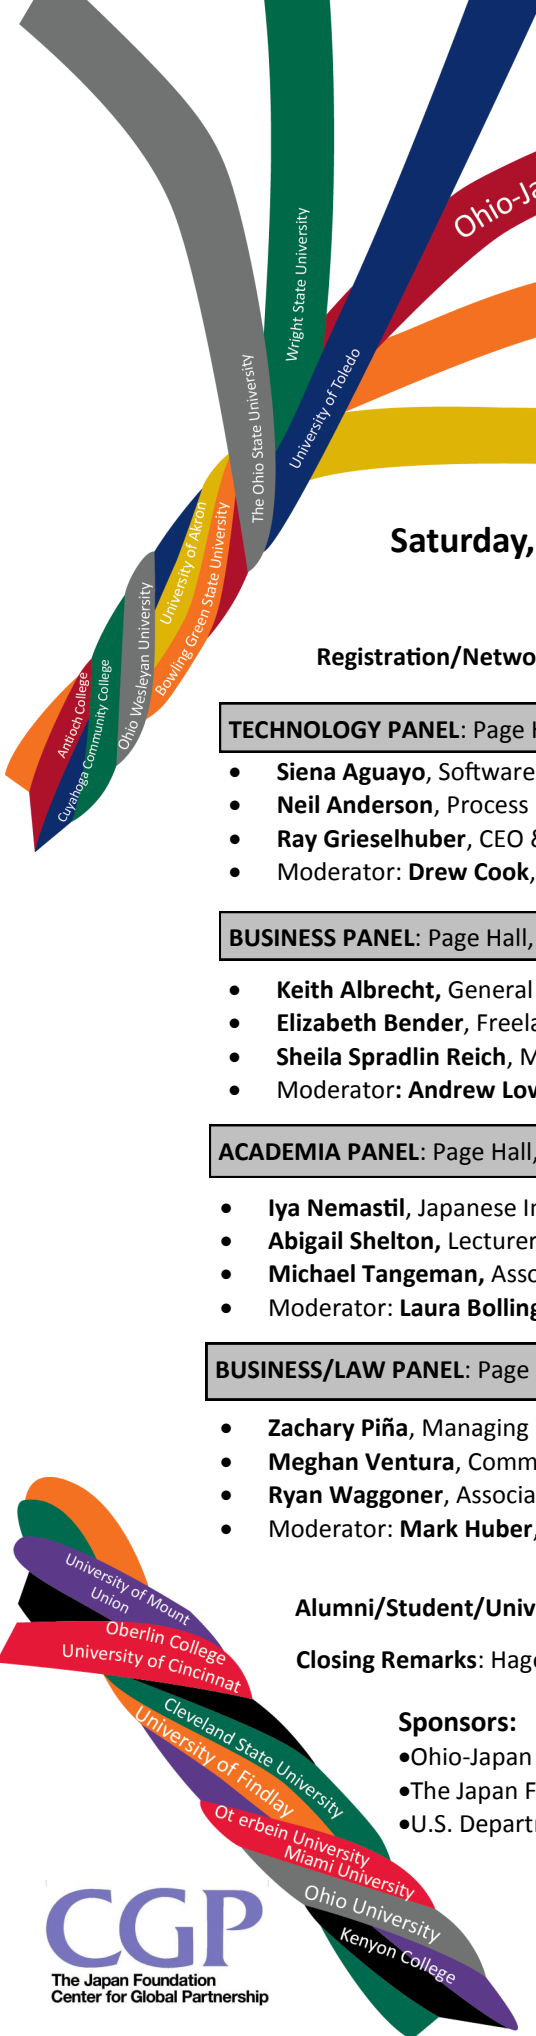 Ohio-Ja
Wright State University
The Ohio State University
University of Toledo
University of Akron
Bowling Green State University
Ohio Wesleyan University
Antioch College
Cuyahoga Community College
Saturday,
Registration/Netwo
TECHNOLOGY PANEL: Page H
• Siena Aguayo, Software
• Neil Anderson, Process
• Ray Grieselhuber, CEO &
• Moderator: Drew Cook,
BUSINESS PANEL: Page Hall,
• Keith Albrecht, General
• Elizabeth Bender, Freela
• Sheila Spradlin Reich, M
• Moderator: Andrew Lov
ACADEMIA PANEL: Page Hall,
• Iya Nemastil, Japanese In
• Abigail Shelton, Lecturer
• Michael Tangeman, Asso
• Moderator: Laura Bolling
BUSINESS/LAW PANEL: Page
• Zachary Piña, Managing
• Meghan Ventura, Comm
• Ryan Waggoner, Associa
• Moderator: Mark Huber,
Alumni/Student/Univ
Closing Remarks: Hage
Sponsors:
•Ohio-Japan
•The Japan F
•U.S. Departm
University of Mount
Union
Oberlin College
University of Cincinnat
Cleveland State University
University of Findlay
Ot erbein University
Miami University
Ohio University
Kenyon College
CGP
The Japan Foundation
Center for Global Partnership